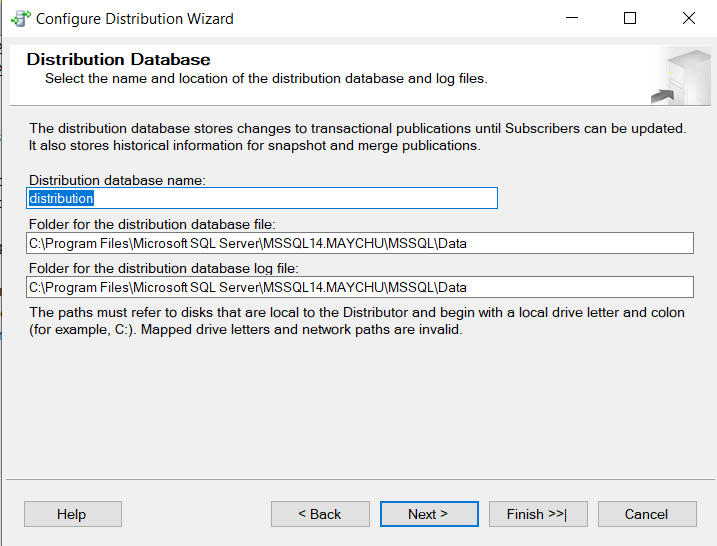 Configure Distribution Wizard
Distribution Database
Select the name and location of the distribution database and log files.
The distribution database stores changes to transactional publications until Subscribers can be updated.
It also stores historical information for snapshot and merge publications.
Distribution database name:
distribution
Folder for the distribution database file:
C:\Program Files\Microsoft SQL Server\MSSQL14.MAYCHU\MSSQL\Data
Folder for the distribution database log file:
C:\Program Files\Microsoft SQL Server\MSSQL14.MAYCHU\MSSQL\Data
The paths must refer to disks that are local to the Distributor and begin with a local drive letter and colon
(for example, C:). Mapped drive letters and network paths are invalid.
Help < Back Next > Finish >>| Cancel